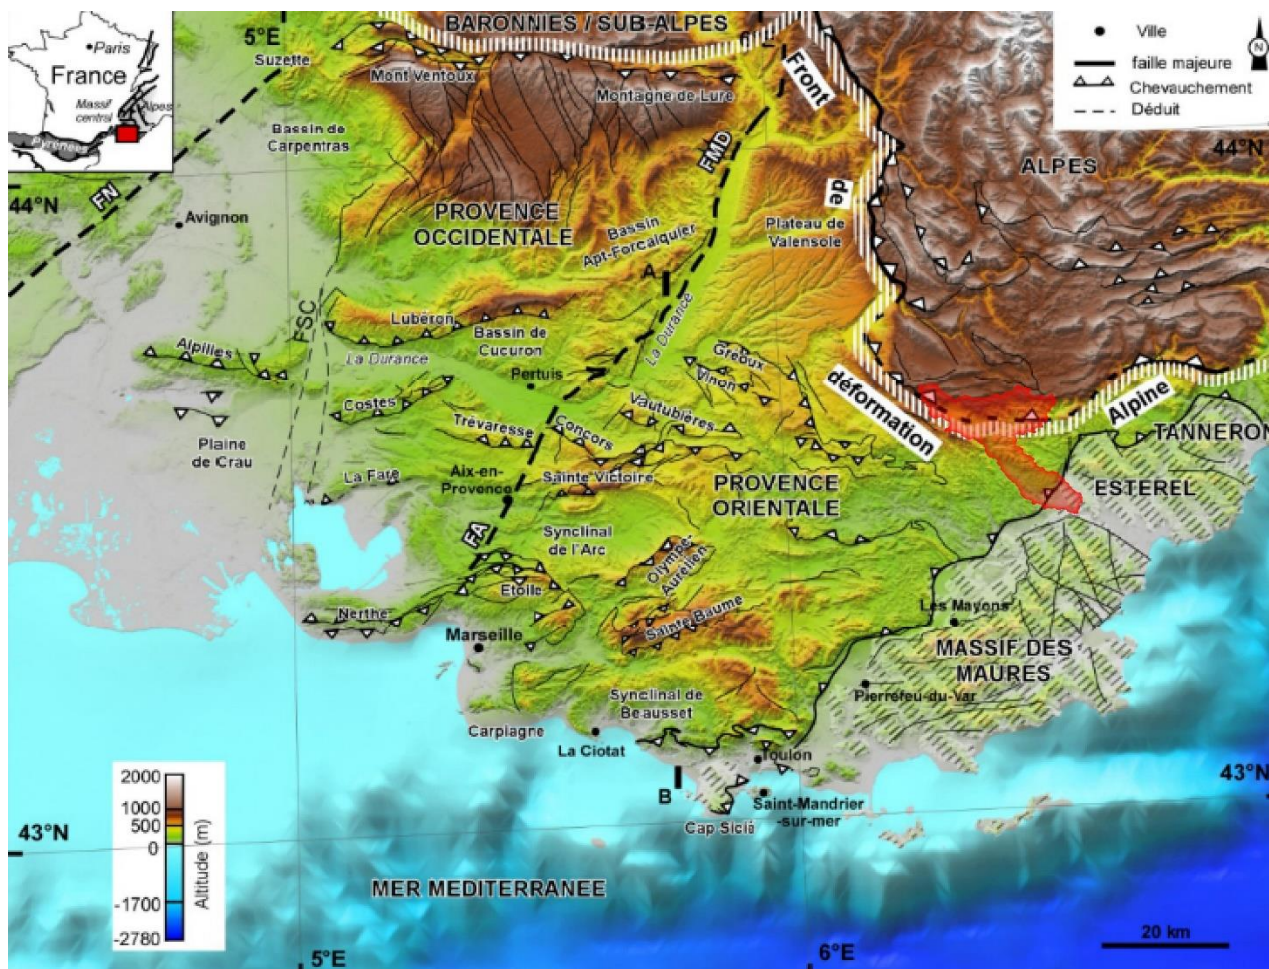 BARONNIES / SUB-ALPES
5°E
6°E
Paris
France
Massif
central
Alpes
Pyrenées
Suzette
Mont Ventoux
Montagne de Lure
Front
Ville
faille majeure
Chevauchement
Déduit
N
44°N
ALPES
Bassin de
Carpentras
FMD
FN
44°N
Avignon
de
PROVENCE
OCCIDENTALE
Bassin
Apt-Forcalquier
Plateau de
Valensole
A
FSC
Lubéron
Bassin de
Cucuron
La Durance
La Durance
Alpilles
Pertuis
Gréoux
Vinon
déformation
Alpine
Costes
Vautubières
Trévaresse
Concors
TANNERON
Plaine
de Crau
La Fare
Aix-en-
Provence
Sainte Victoire
PROVENCE
ORIENTALE
ESTEREL
Synclinal
de l'Arc
FA
Olympe-
Aurélien
Etoile
Nerthe
Sainte Baume
Les Mayons
Marseille
MASSIF DES
MAURES
Pierrefeu-du-Var
Synclinal de
Beausset
Carpiagne
La Ciotat
Toulon
B
Saint-Mandrier
-sur-mer
Cap Sicié
43°N
43°N
2000
1000
500
0
-1700
-2780
Altitude (m)
MER MEDITERRANEE
20 km
5°E
6°E